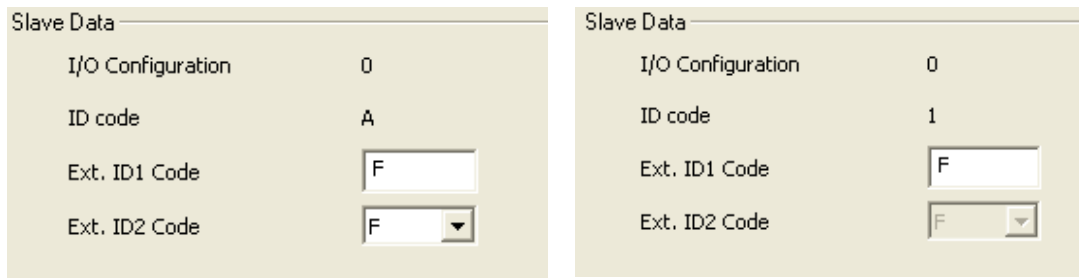 Slave Data
I/O Configuration 0
ID code A
Ext. ID1 Code F
Ext. ID2 Code F
Slave Data
I/O Configuration 0
ID code 1
Ext. ID1 Code F
Ext. ID2 Code F